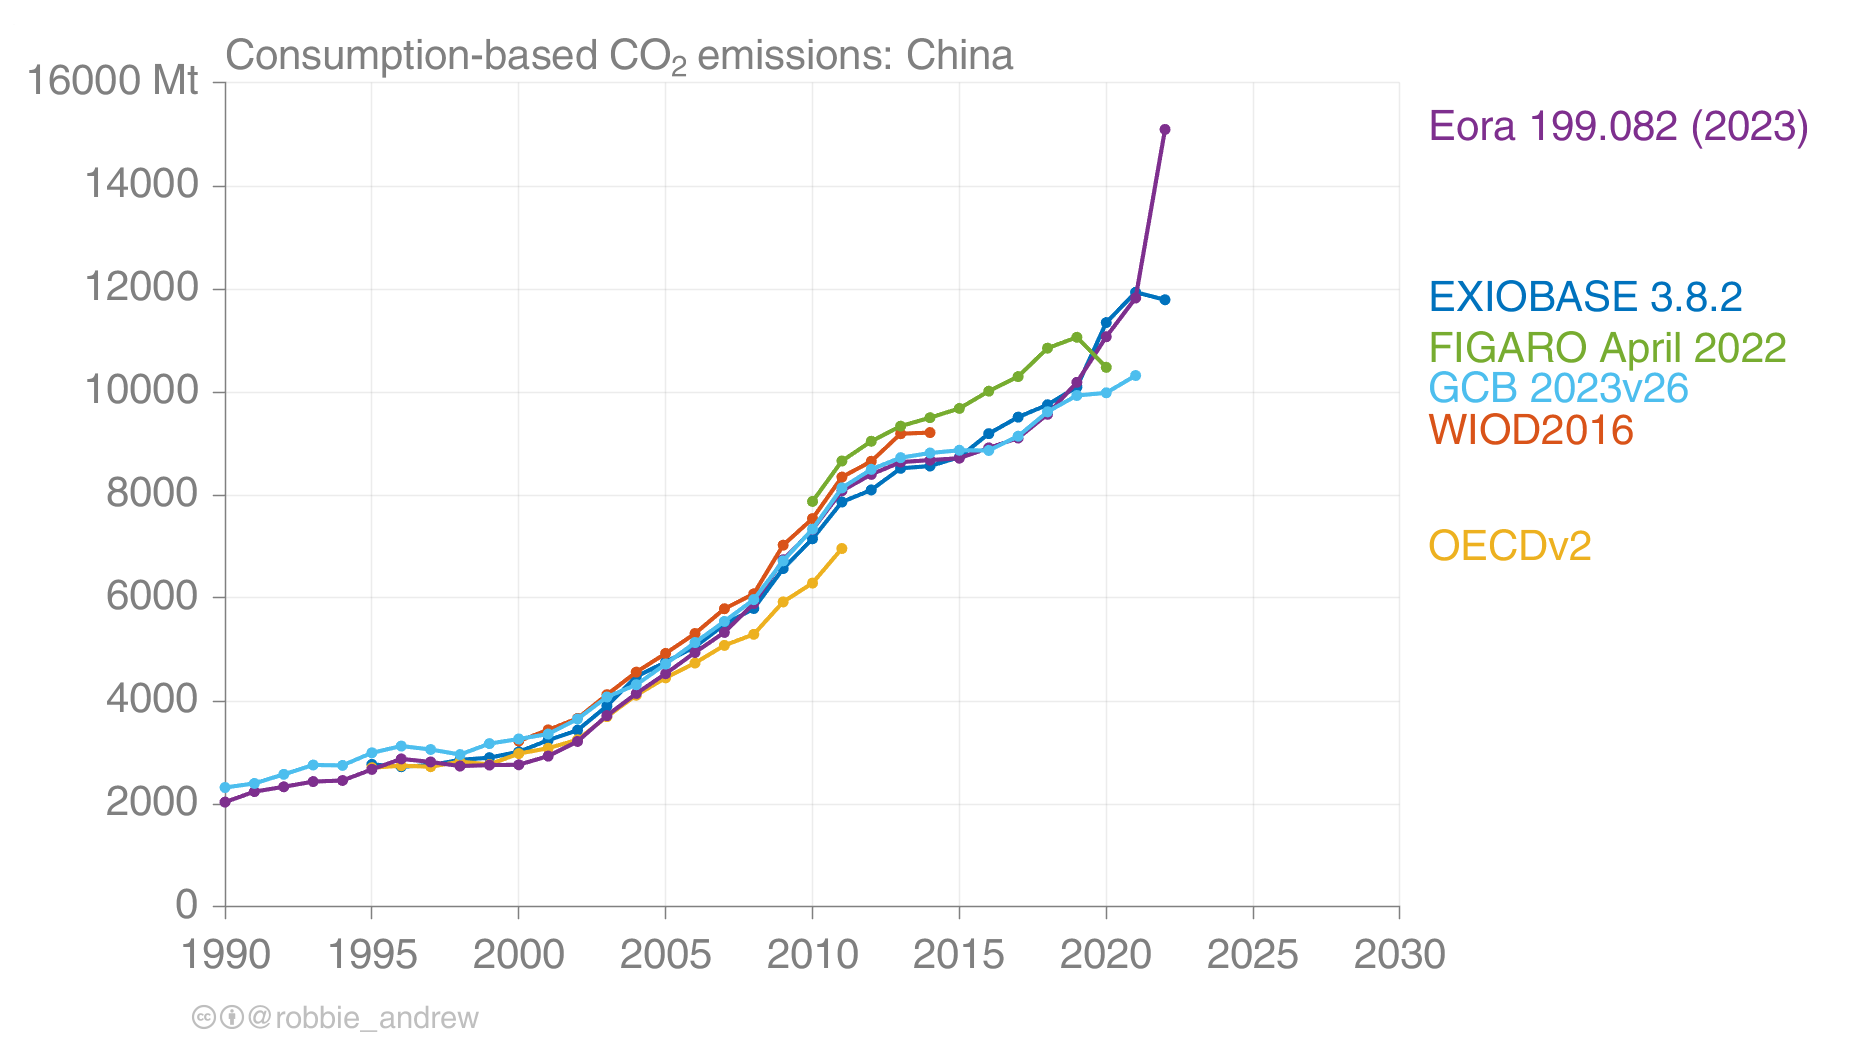 Consumption-based CO₂ emissions: China
16000 Mt
14000
12000
10000
8000
6000
4000
2000
0
1990 1995 2000 2005 2010 2015 2020 2025 2030
Eora 199.082 (2023)
EXIOBASE 3.8.2
FIGARO April 2022
GCB 2023v26
WIOD2016
OECDv2
cc @robbie_andrew